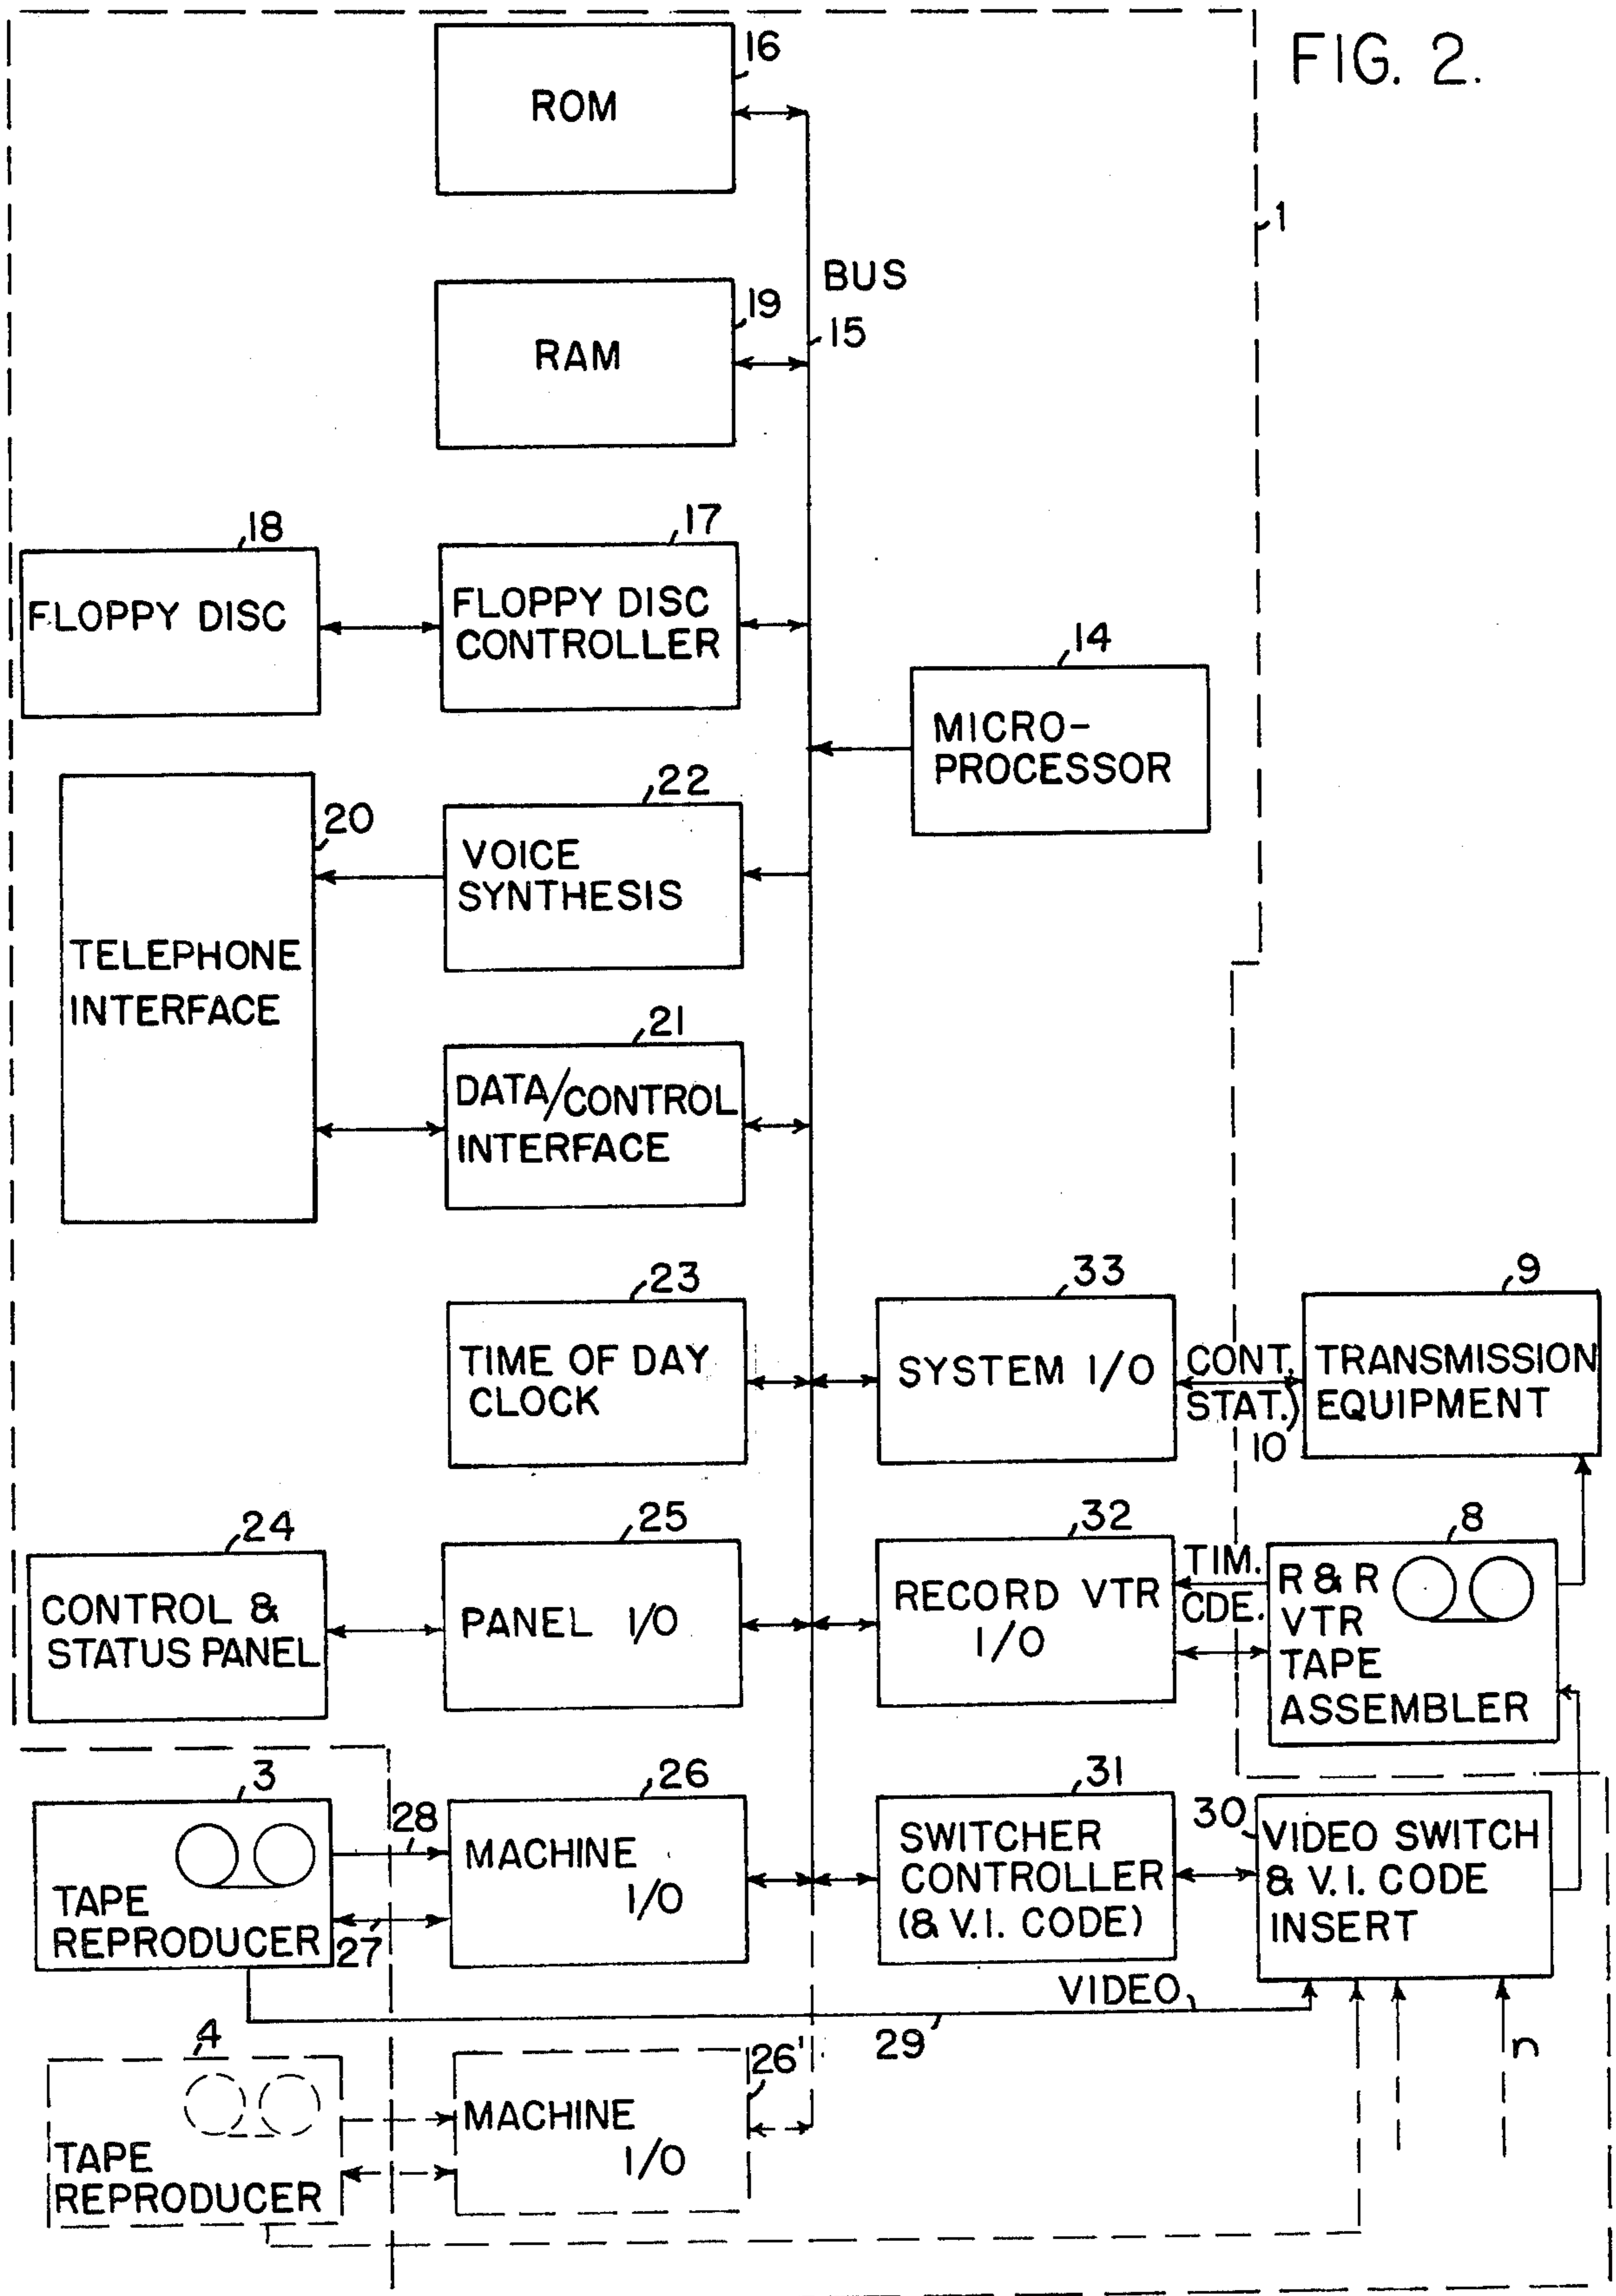 FIG. 2.
16
ROM
1
BUS
19
15
RAM
18
17
FLOPPY DISC
FLOPPY DISC
CONTROLLER
14
MICRO-
PROCESSOR
22
20
VOICE
SYNTHESIS
TELEPHONE
INTERFACE
21
DATA/CONTROL
INTERFACE
23
33
9
TIME OF DAY
CLOCK
SYSTEM I/O
CONT.
STAT.)
10
TRANSMISSION
EQUIPMENT
24
25
32
8
CONTROL &
STATUS PANEL
PANEL I/O
RECORD VTR
I/O
TIM.
CDE.
R & R
VTR
TAPE
ASSEMBLER
3
28
26
31
30
TAPE
REPRODUCER
27
MACHINE
I/O
SWITCHER
CONTROLLER
(& V.I. CODE)
VIDEO SWITCH
& V.I. CODE
INSERT
VIDEO
29
4
26'
n
TAPE
REPRODUCER
MACHINE
I/O